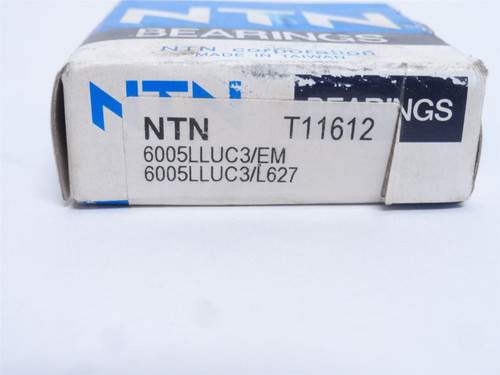 NTN
BEARINGS
NTN corporation
MADE IN TAIWAN
NTN
BEARINGS
NTN T11612
6005LLUC3/EM
6005LLUC3/L627